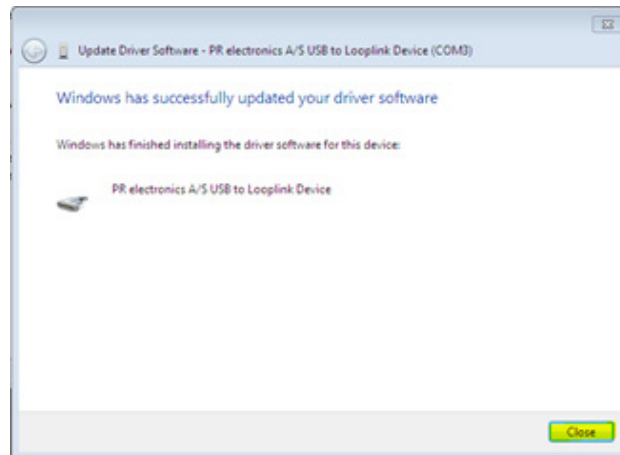 Update Driver Software - PR electronics A/S USB to Looplink Device (COM3)
Windows has successfully updated your driver software
Windows has finished installing the driver software for this device:
PR electronics A/S USB to Looplink Device
Close